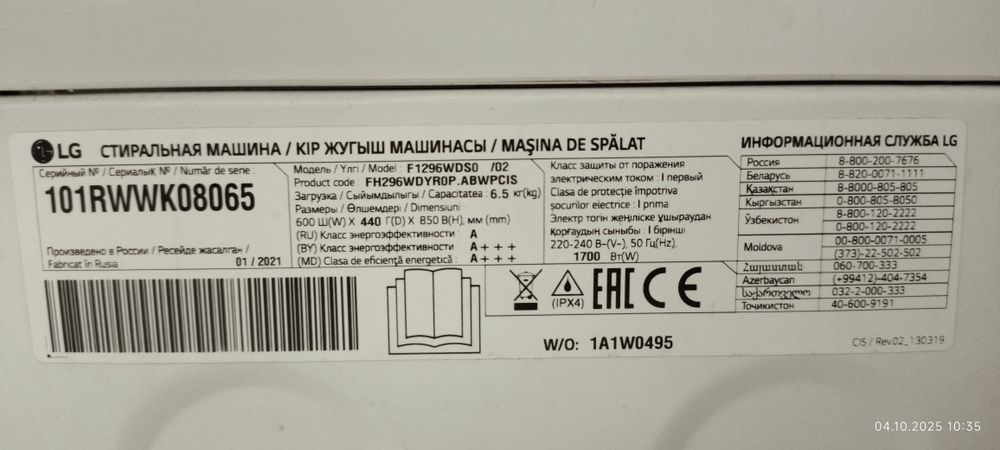 LG СТИРАЛЬНАЯ МАШИНА / КІР ЖУҒЫШ МАШИНАСЫ / MAŞINA DE SPĂLAT
Серийный № / Сериалық № / Număr de serie :
101RWWK08065
Произведено в России / Ресейде жасалған /
Fabricat în Rusia
01 / 2021
Модель / Үлгі / Model : F1296WDS0 /02
Product code : FH296WDYR0P.ABWPCIS
Загрузка / Сыйымдылығы / Capacitatea : 6.5 кг(kg)
Размеры / Өлшемдері / Dimensiuni :
600 Ш(W) X 440 Г(D) X 850 В(H), мм (mm)
(RU) Класс энергоэффективности : A
(BY) Класс энергоэффективности : A+++
(MD) Clasa de eficienţă energetică : A+++
Класс защиты от поражения
электрическим током : I первый
Clasa de protecţie împotriva
şocurilor electrice : I prima
Электр тогін жеңіліске ұшыраудан
Қорғаудың сыныбы : I бірінші
220-240 В~(V~), 50 Гц(Hz),
1700 Вт(W)
ИНФОРМАЦИОННАЯ СЛУЖБА LG
Россия 8-800-200-7676
Беларусь 8-820-0071-1111
Қазақстан 8-8000-805-805
Кыргызстан 0-800-805-8050
Ўзбекистон 8-800-120-2222
0-800-120-2222
Moldova 00-800-0071-0005
(373)-22-502-502
Հայաստան 060-700-333
Azerbaycan (+99412)-404-7354
საქართველო 032-2-000-333
Тоҷикистон 40-600-9191
(IPX4) EAC CE
W/O: 1A1W0495
CIS / Rev.02_130319
04.10.2025 10:35